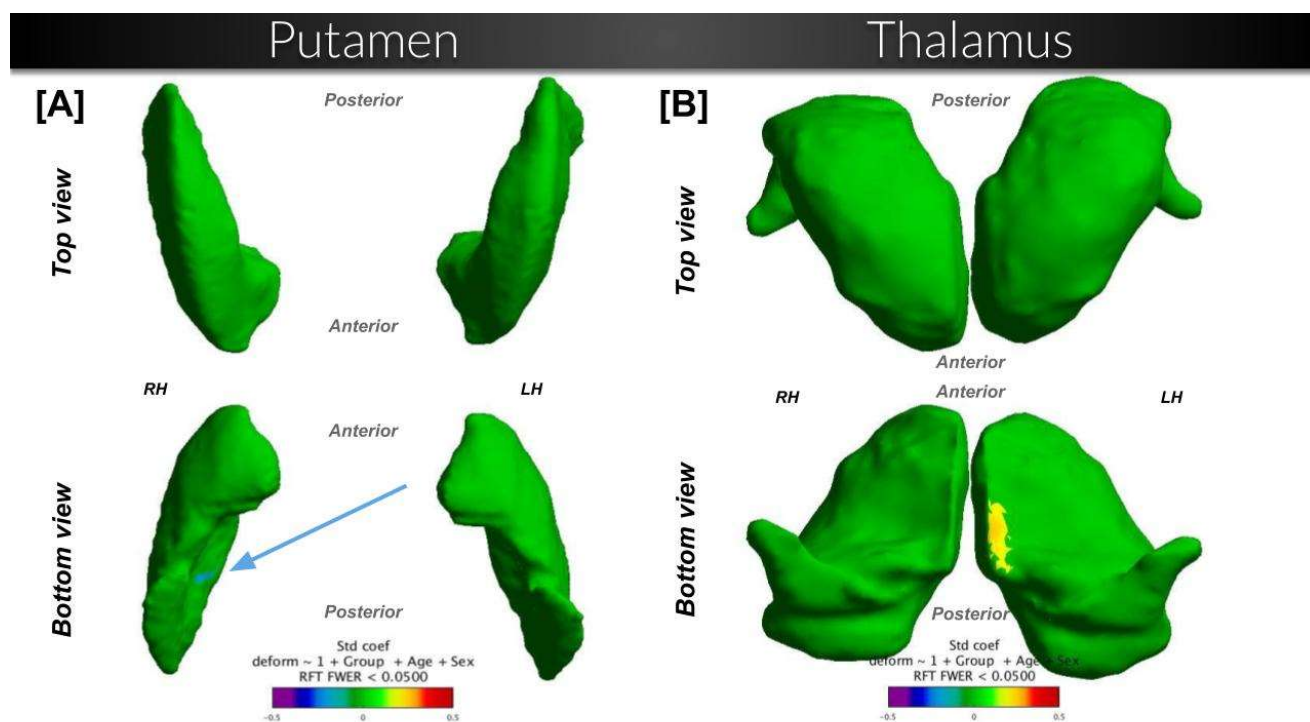 Putamen
Thalamus
[A]
Posterior
Top view
Anterior
RH
LH
Anterior
Bottom view
Posterior
Std coef
deform ~ 1 + Group + Age + Sex
RFT FWER < 0.0500
-0.5 0 0.5
[B]
Posterior
Top view
Anterior
Anterior
RH
LH
Bottom view
Posterior
Std coef
deform ~ 1 + Group + Age + Sex
RFT FWER < 0.0500
-0.5 0 0.5